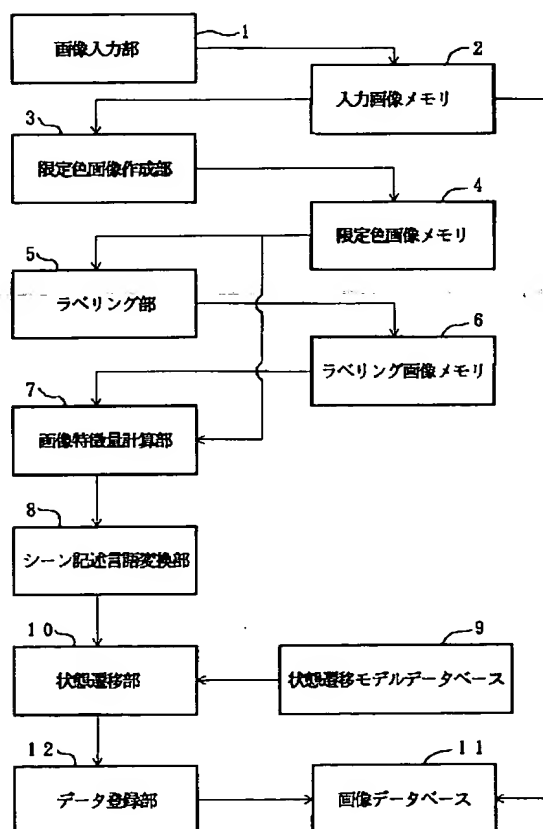 1
画像入力部
2
入力画像メモリ
3
限定色画像作成部
4
限定色画像メモリ
5
ラベリング部
6
ラベリング画像メモリ
7
画像特徴量計算部
8
シーン記述言語変換部
9
状態遷移モデルデータベース
10
状態遷移部
11
画像データベース
12
データ登録部